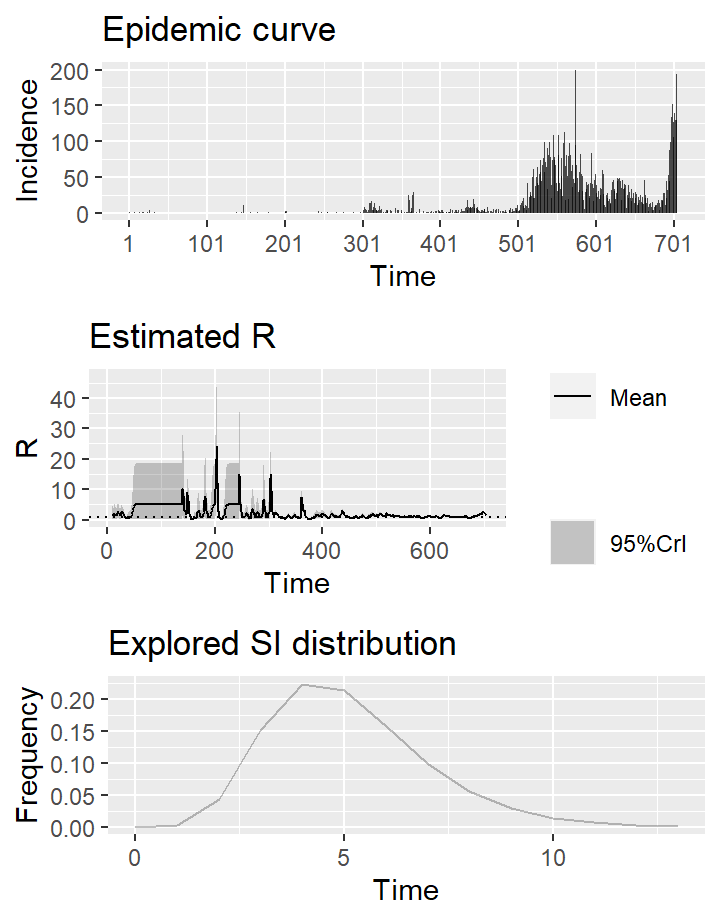 Epidemic curve
Incidence
200
150
100
50
0
1 101 201 301 401 501 601 701
Time
Estimated R
R
40
30
20
10
0
0 200 400 600
Time
Mean
95%CrI
Explored SI distribution
Frequency
0.20
0.15
0.10
0.05
0.00
0 5 10
Time